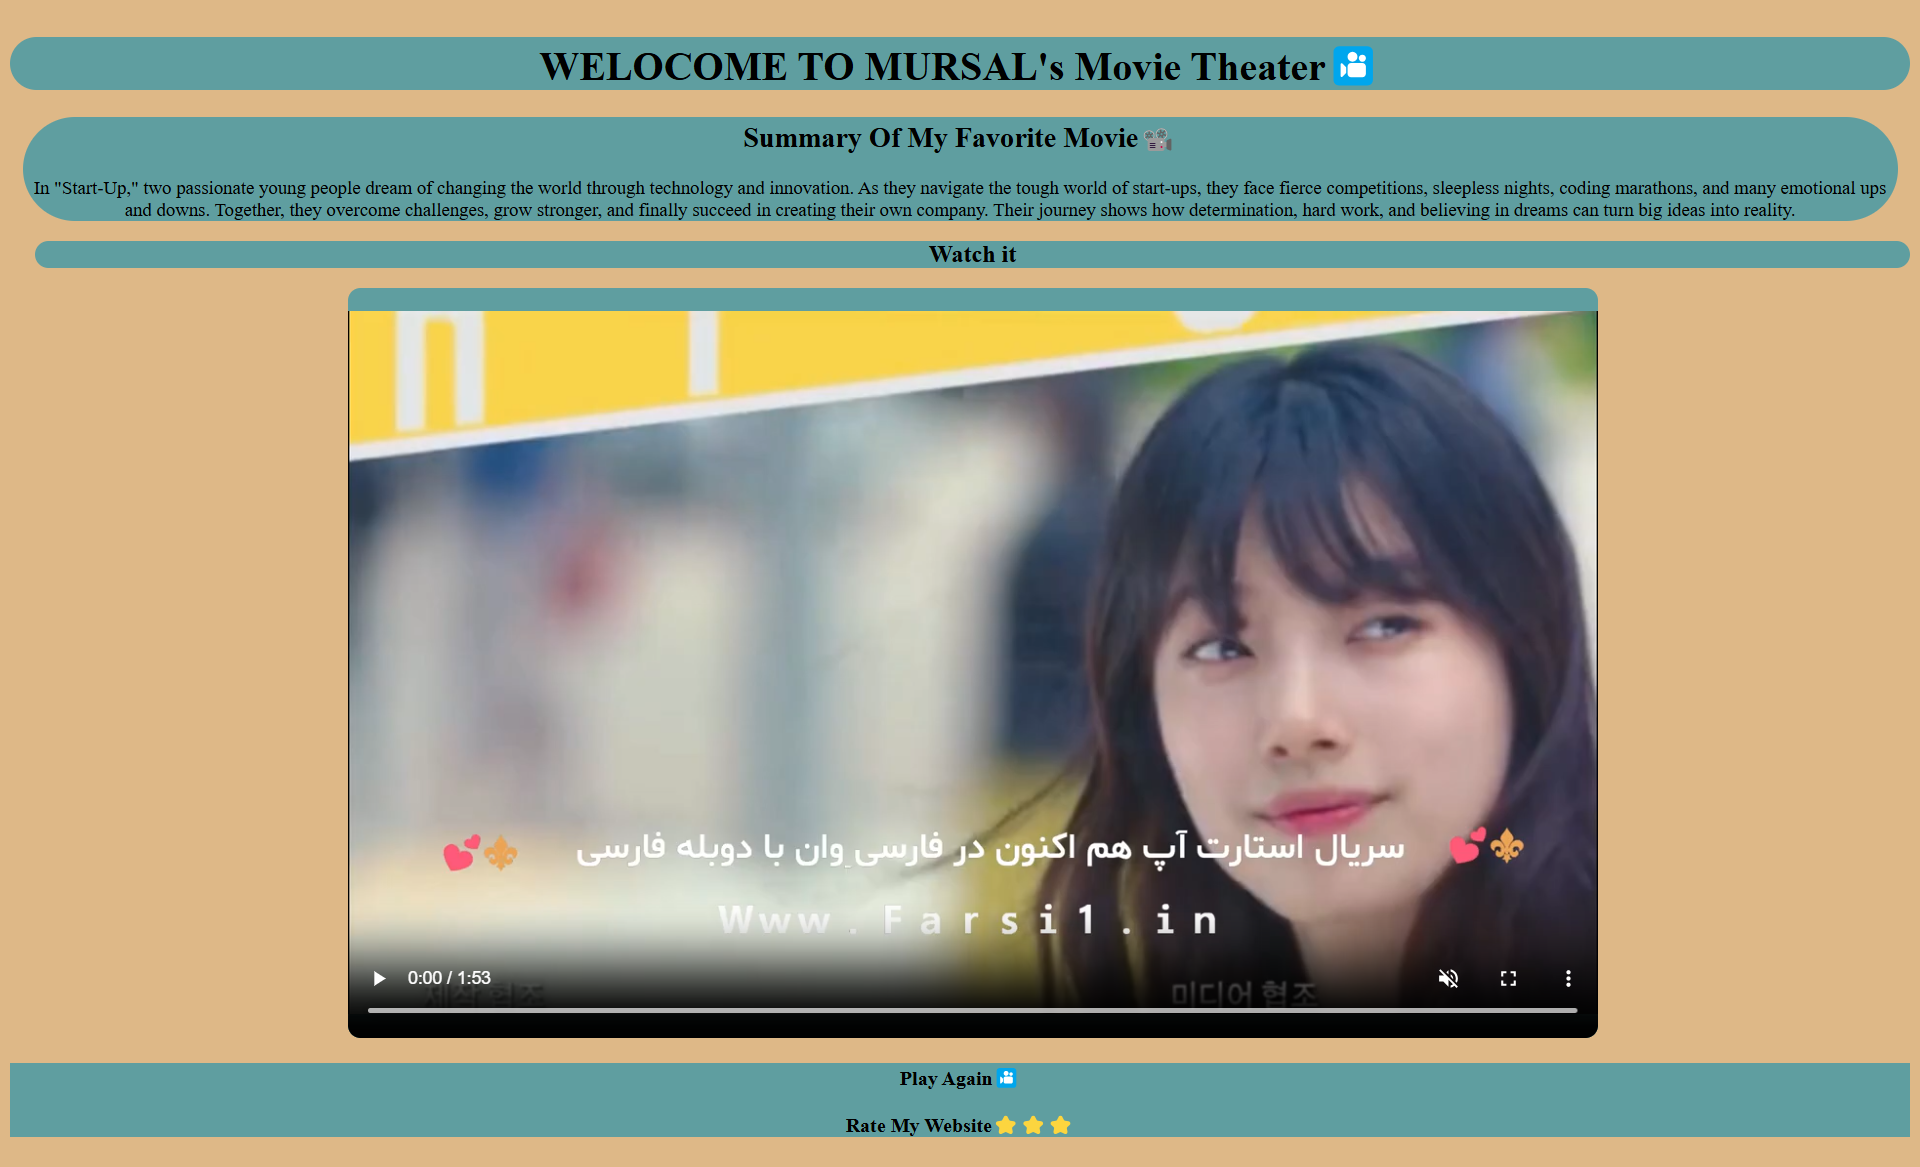 WELOCOME TO MURSAL's Movie Theater 🎦
Summary Of My Favorite Movie 📽️
In "Start-Up," two passionate young people dream of changing the world through technology and innovation. As they navigate the tough world of start-ups, they face fierce competitions, sleepless nights, coding marathons, and many emotional ups
and downs. Together, they overcome challenges, grow stronger, and finally succeed in creating their own company. Their journey shows how determination, hard work, and believing in dreams can turn big ideas into reality.
Watch it
سریال استارت آپ هم اکنون در فارسی وان با دوبله فارسی
Www.Farsi1.in
0:00 / 1:53
제작 협조
미디어 협조
Play Again 🎦
Rate My Website ⭐ ⭐ ⭐